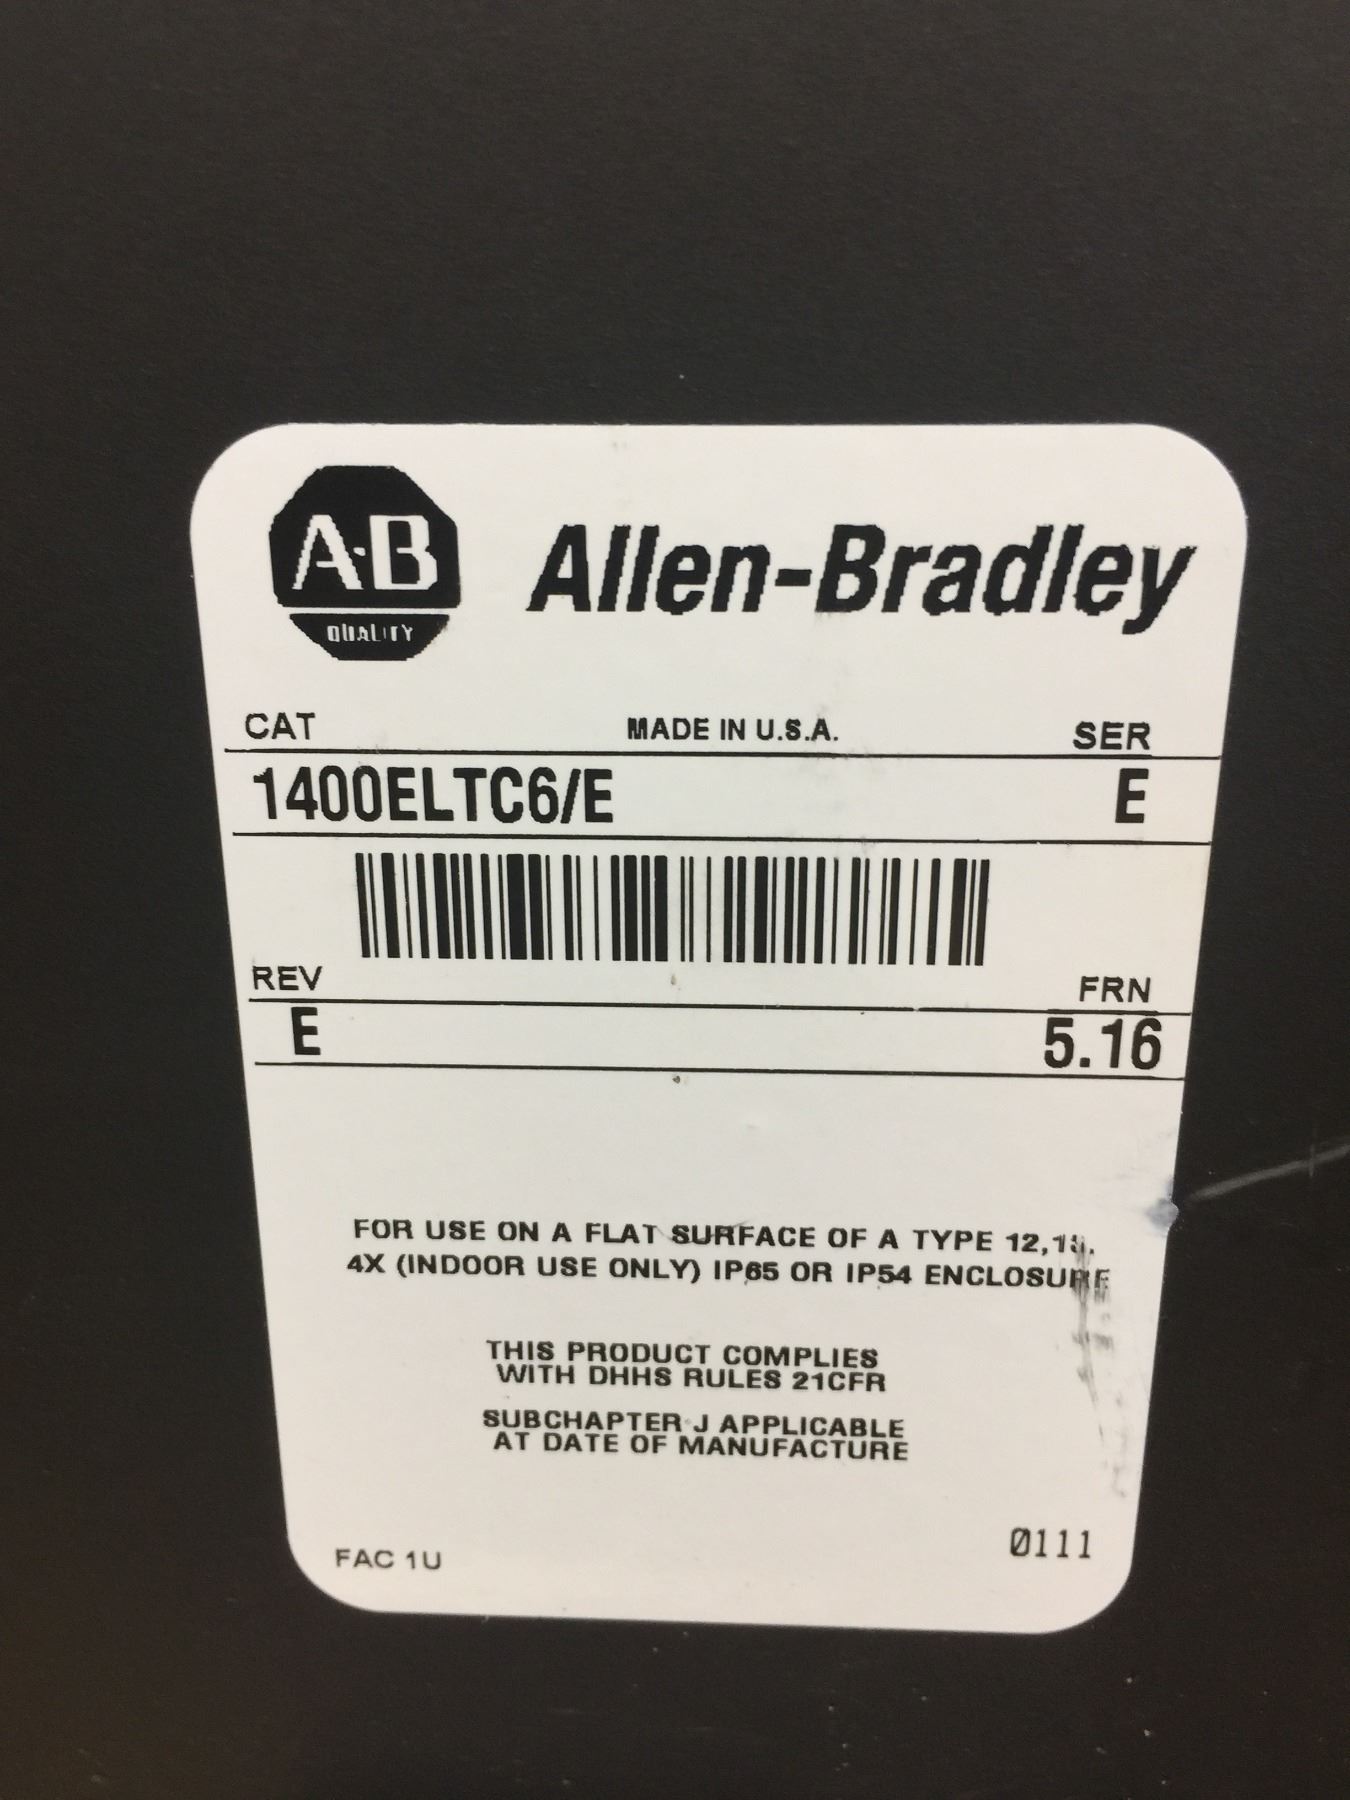 A·B
QUALITY
Allen-Bradley
CAT MADE IN U.S.A. SER
1400ELTC6/E E
REV FRN
E 5.16
FOR USE ON A FLAT SURFACE OF A TYPE 12,
4X (INDOOR USE ONLY) IP65 OR IP54 ENCLOSURE
THIS PRODUCT COMPLIES
WITH DHHS RULES 21CFR
SUBCHAPTER J APPLICABLE
AT DATE OF MANUFACTURE
FAC 1U 0111